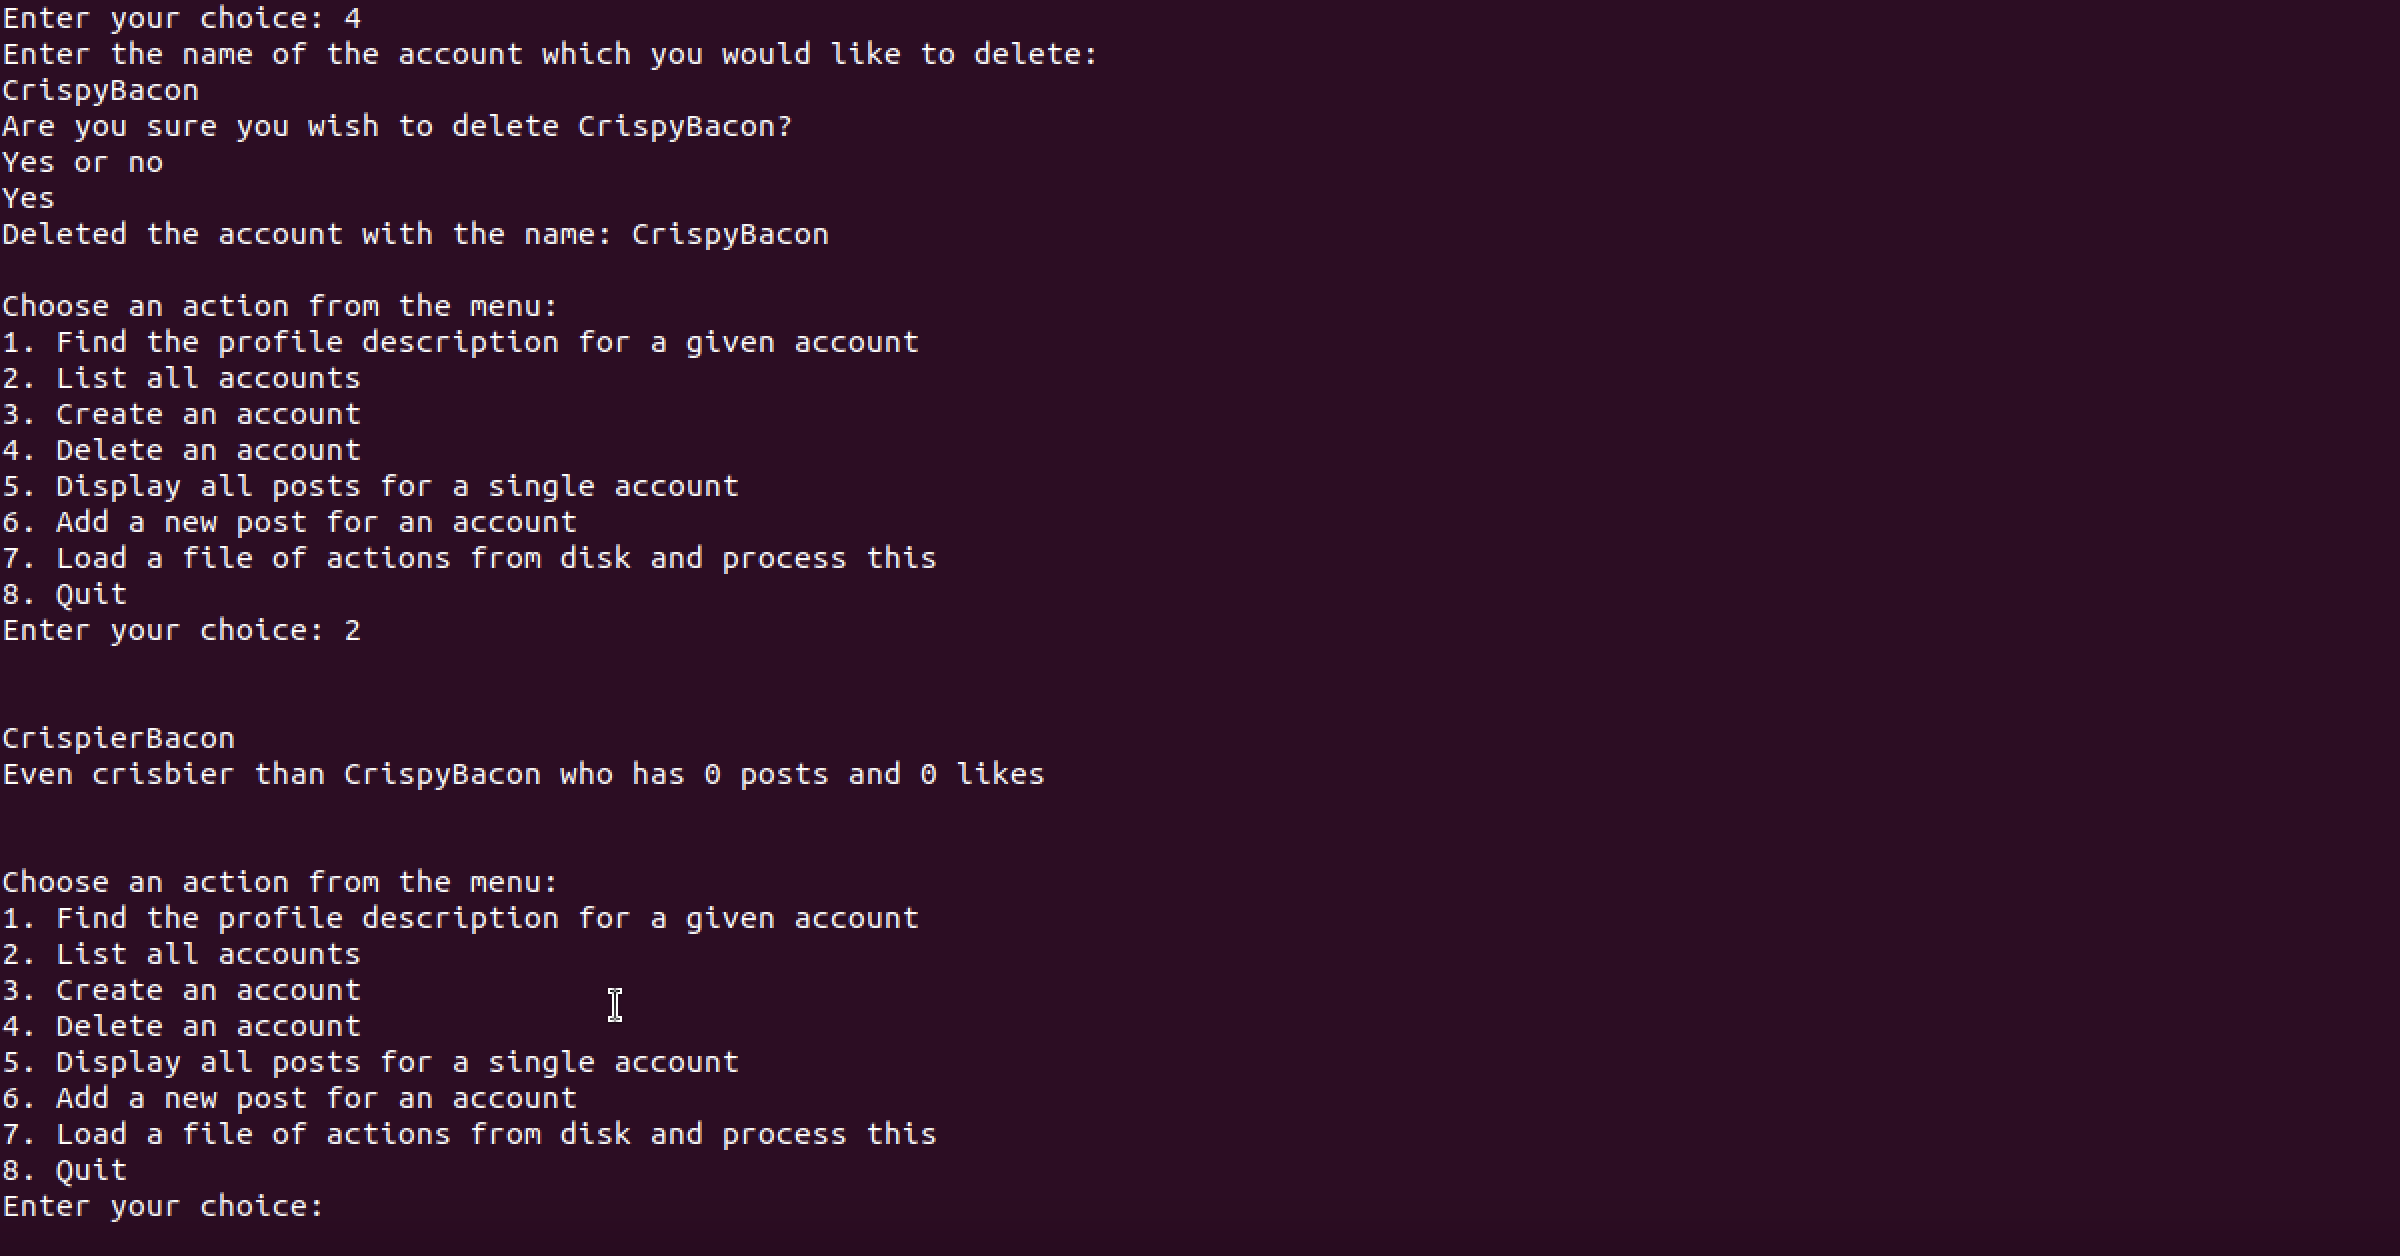 Enter your choice: 4
Enter the name of the account which you would like to delete:
CrispyBacon
Are you sure you wish to delete CrispyBacon?
Yes or no
Yes
Deleted the account with the name: CrispyBacon
Choose an action from the menu:
1. Find the profile description for a given account
2. List all accounts
3. Create an account
4. Delete an account
5. Display all posts for a single account
6. Add a new post for an account
7. Load a file of actions from disk and process this
8. Quit
Enter your choice: 2
CrispierBacon
Even crisbier than CrispyBacon who has 0 posts and 0 likes
Choose an action from the menu:
1. Find the profile description for a given account
2. List all accounts
3. Create an account
4. Delete an account
5. Display all posts for a single account
6. Add a new post for an account
7. Load a file of actions from disk and process this
8. Quit
Enter your choice: